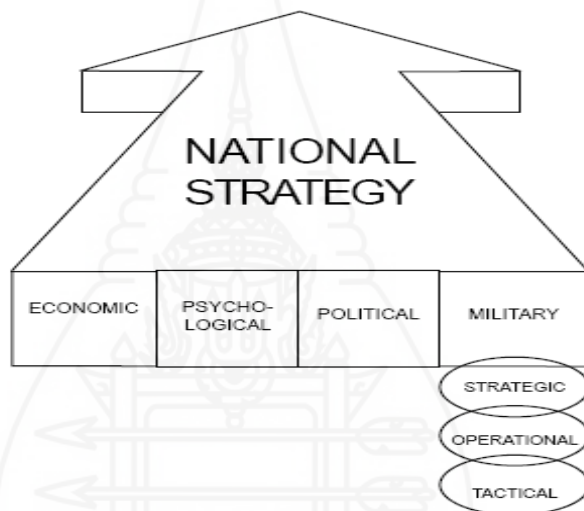 NATIONAL
STRATEGY
ECONOMIC
PSYCHO-
LOGICAL
POLITICAL
MILITARY
STRATEGIC
OPERATIONAL
TACTICAL